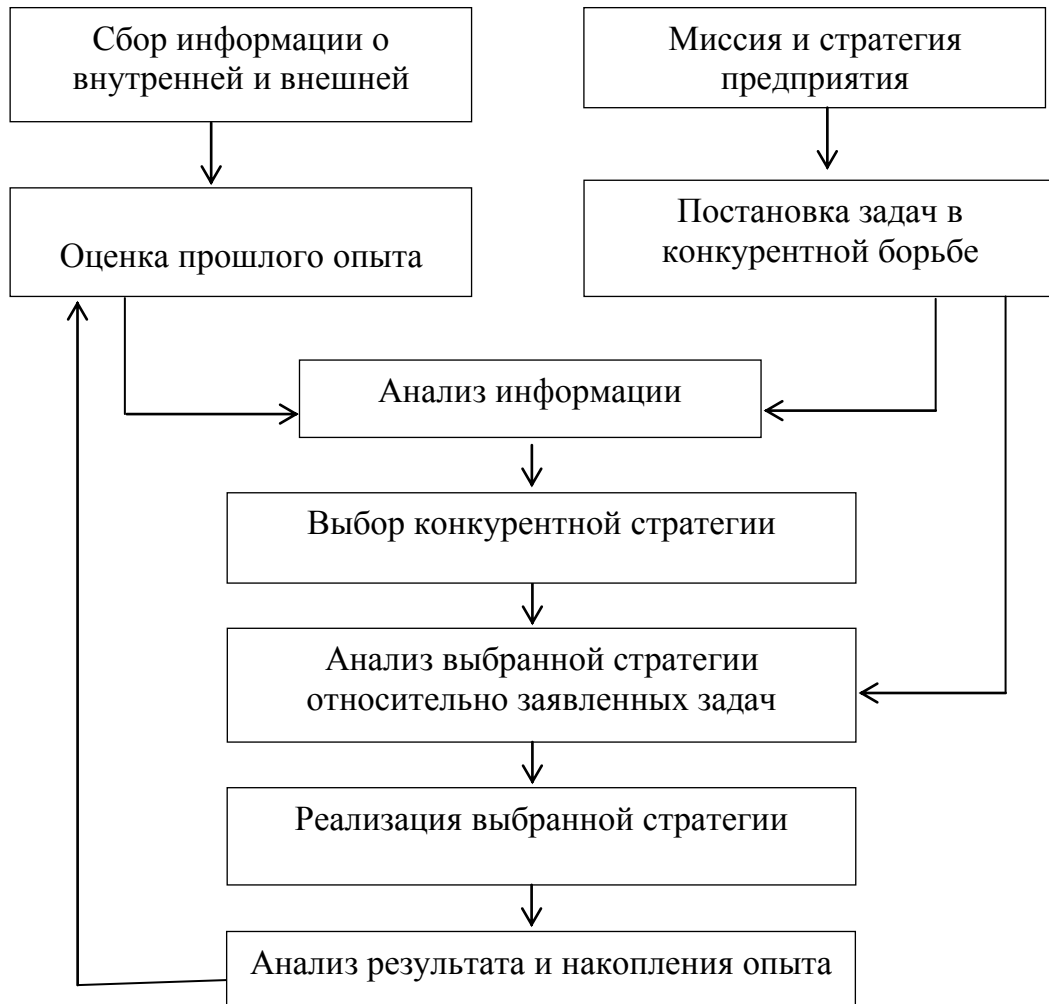 Сбор информации о
внутренней и внешней
Миссия и стратегия
предприятия
Оценка прошлого опыта
Постановка задач в
конкурентной борьбе
Анализ информации
Выбор конкурентной стратегии
Анализ выбранной стратегии
относительно заявленных задач
Реализация выбранной стратегии
Анализ результата и накопления опыта